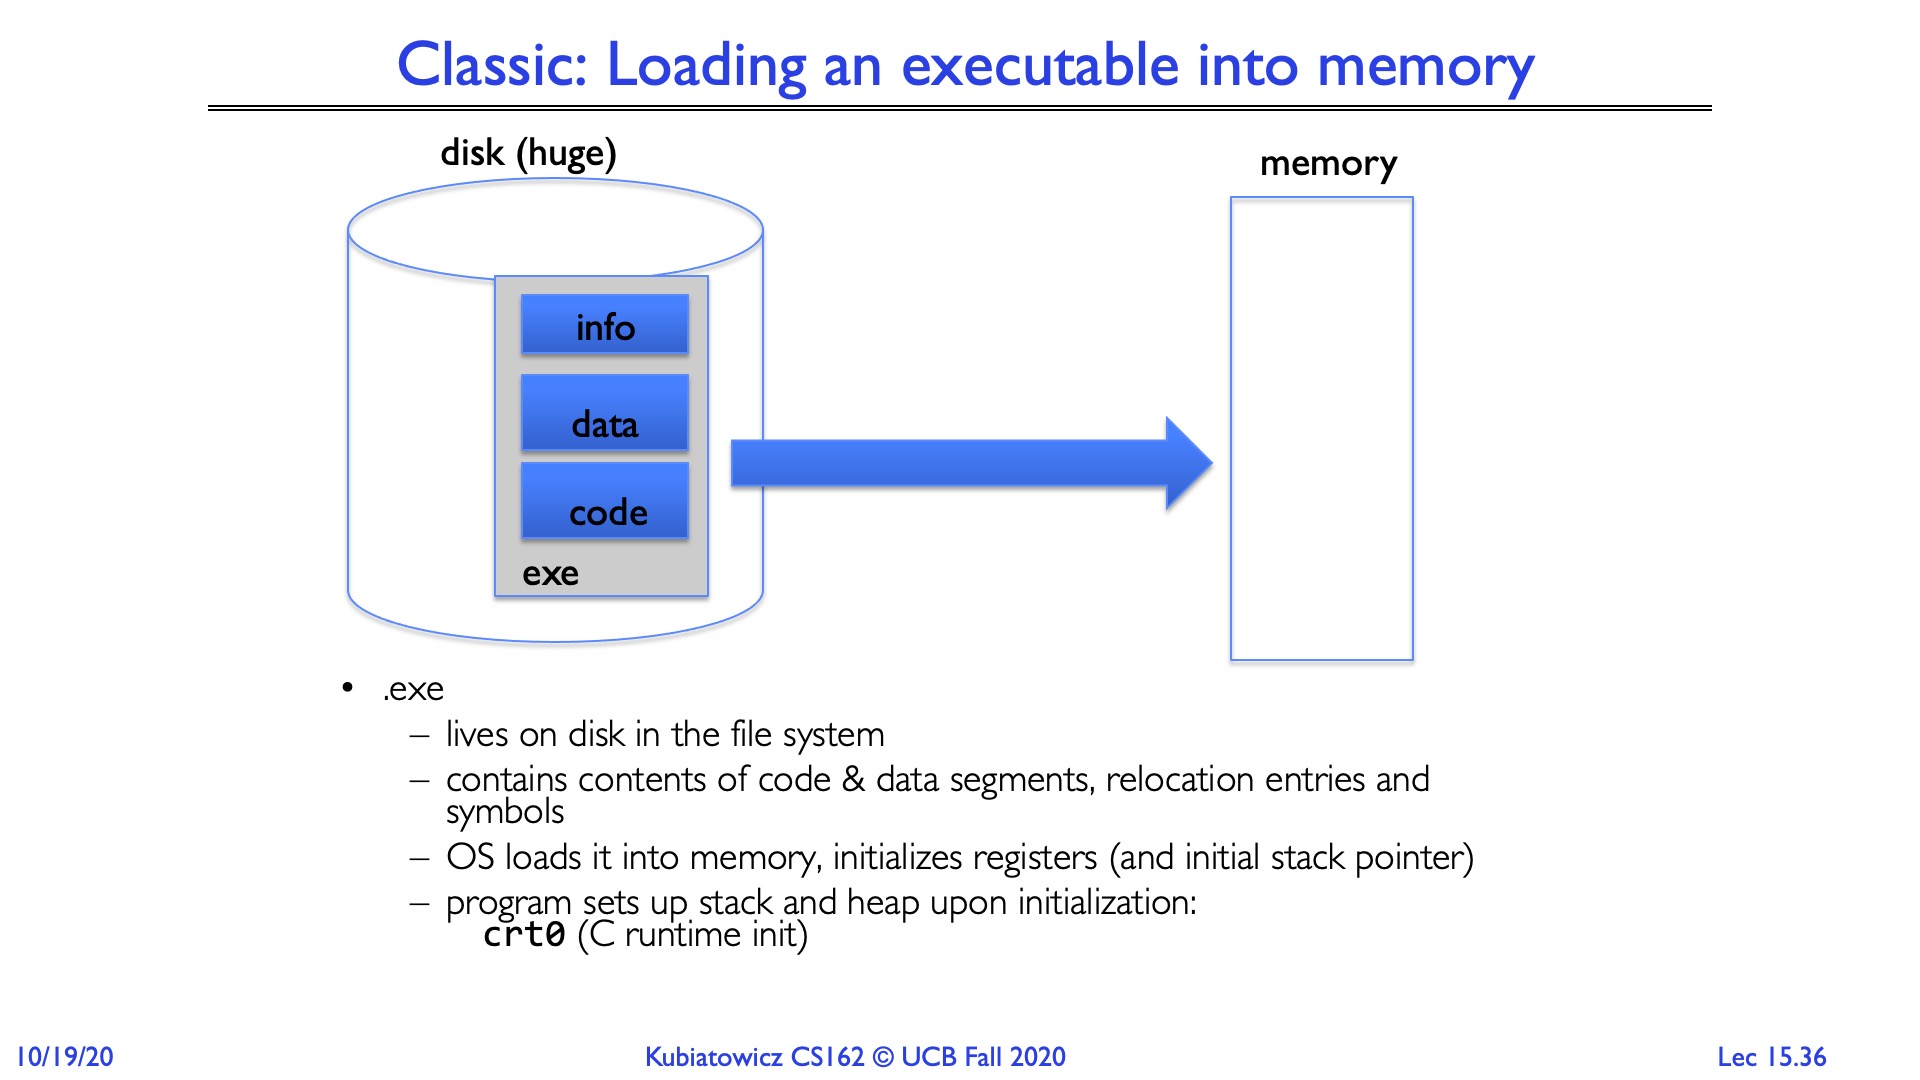 Classic: Loading an executable into memory
disk (huge)
memory
info
data
code
exe
• .exe
– lives on disk in the file system
– contains contents of code & data segments, relocation entries and
symbols
– OS loads it into memory, initializes registers (and initial stack pointer)
– program sets up stack and heap upon initialization:
crt0 (C runtime init)
10/19/20
Kubiatowicz CS162 © UCB Fall 2020
Lec 15.36